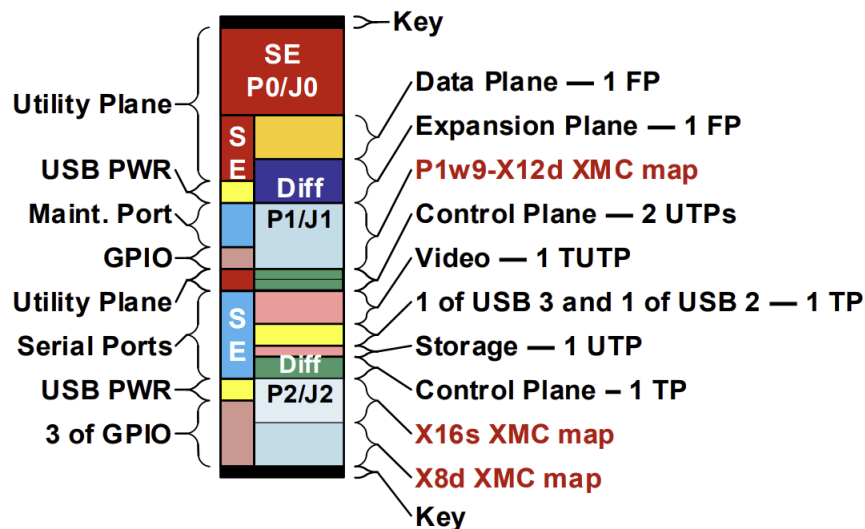 Key
SE
P0/J0
Utility Plane
Data Plane — 1 FP
S
E
Expansion Plane — 1 FP
USB PWR
Diff
P1w9-X12d XMC map
Maint. Port
P1/J1
Control Plane — 2 UTPs
GPIO
Video — 1 TUTP
Utility Plane
1 of USB 3 and 1 of USB 2 — 1 TP
S
E
Serial Ports
Storage — 1 UTP
Diff
USB PWR
P2/J2
Control Plane – 1 TP
3 of GPIO
X16s XMC map
X8d XMC map
Key